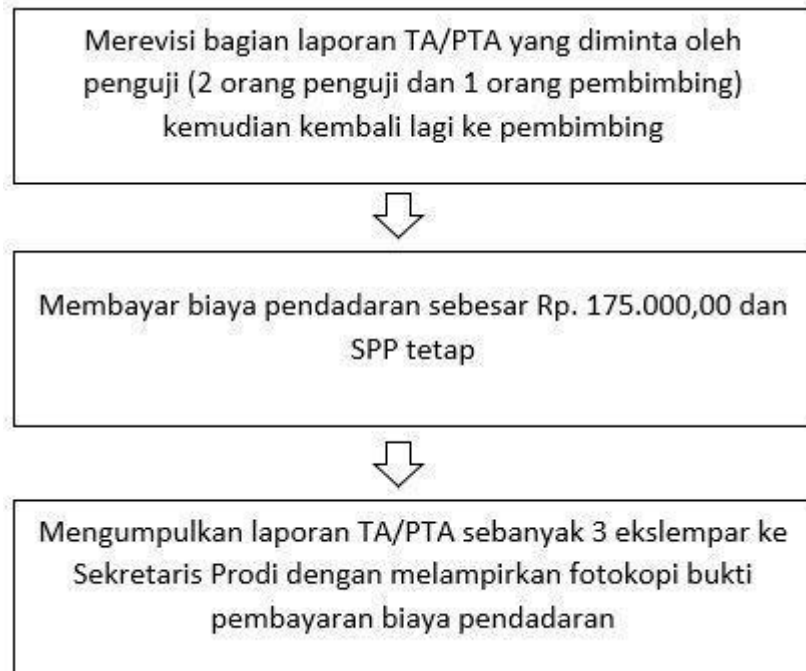 Merevisi bagian laporan TA/PTA yang diminta oleh
penguji (2 orang penguji dan 1 orang pembimbing)
kemudian kembali lagi ke pembimbing
Membayar biaya pendadaran sebesar Rp. 175.000,00 dan
SPP tetap
Mengumpulkan laporan TA/PTA sebanyak 3 ekslempar ke
Sekretaris Prodi dengan melampirkan fotokopi bukti
pembayaran biaya pendadaran